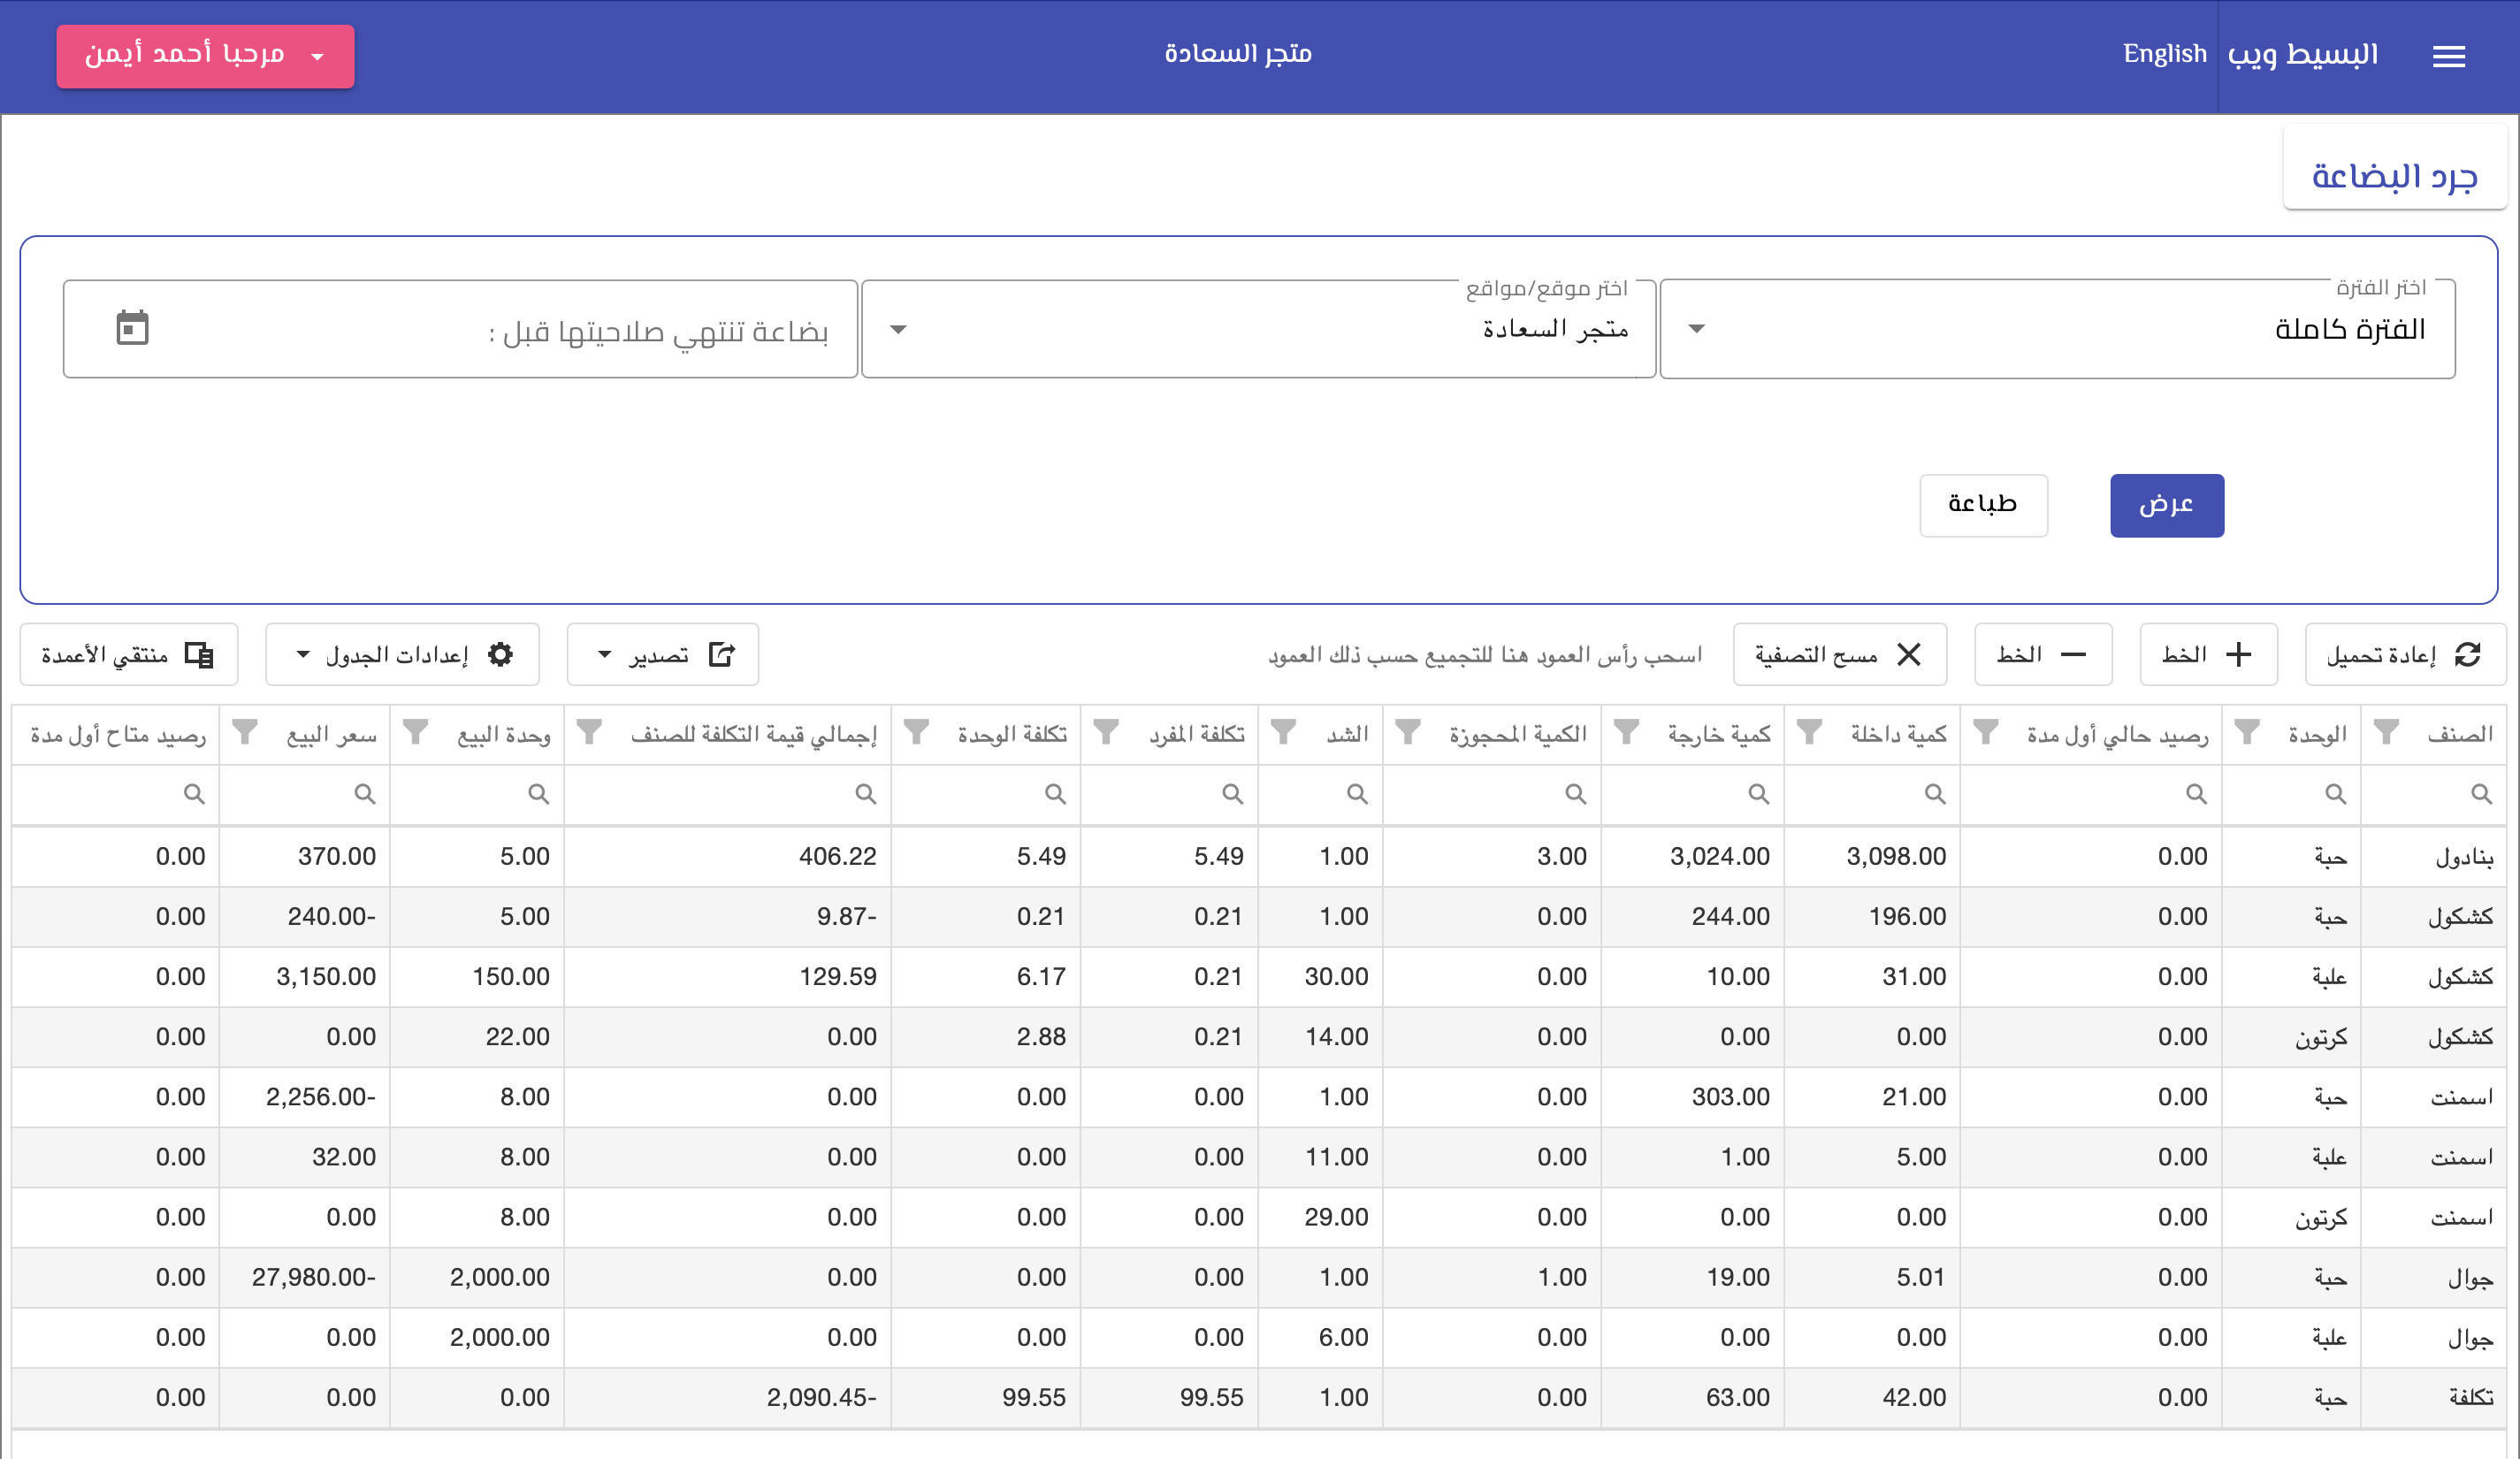 البسيط ويب English متجر السعادة مرحبا أحمد أيمن
جرد البضاعة
اختر الفترة اختر موقع/مواقع
الفترة كاملة متجر السعادة بضاعة تنتهي صلاحيتها قبل :
عرض طباعة
إعادة تحميل الخط الخط مسح التصفية اسحب رأس العمود هنا للتجميع حسب ذلك العمود تصدير إعدادات الجدول منتقي الأعمدة
الصنف الوحدة رصيد حالي أول مدة كمية داخلة كمية خارجة الكمية المحجوزة الشد تكلفة المفرد تكلفة الوحدة إجمالي قيمة التكلفة للصنف وحدة البيع سعر البيع رصيد متاح أول مدة
بنادول حبة 0.00 3,098.00 3,024.00 3.00 1.00 5.49 5.49 406.22 5.00 370.00 0.00
كشكول حبة 0.00 196.00 244.00 0.00 1.00 0.21 0.21 9.87- 5.00 240.00- 0.00
كشكول علبة 0.00 31.00 10.00 0.00 30.00 0.21 6.17 129.59 150.00 3,150.00 0.00
كشكول كرتون 0.00 0.00 0.00 0.00 14.00 0.21 2.88 0.00 22.00 0.00 0.00
اسمنت حبة 0.00 21.00 303.00 0.00 1.00 0.00 0.00 0.00 8.00 2,256.00- 0.00
اسمنت علبة 0.00 5.00 1.00 0.00 11.00 0.00 0.00 0.00 8.00 32.00 0.00
اسمنت كرتون 0.00 0.00 0.00 0.00 29.00 0.00 0.00 0.00 8.00 0.00 0.00
جوال حبة 0.00 5.01 19.00 1.00 1.00 0.00 0.00 0.00 2,000.00 27,980.00- 0.00
جوال علبة 0.00 0.00 0.00 0.00 6.00 0.00 0.00 0.00 2,000.00 0.00 0.00
تكلفة حبة 0.00 42.00 63.00 0.00 1.00 99.55 99.55 2,090.45- 0.00 0.00 0.00